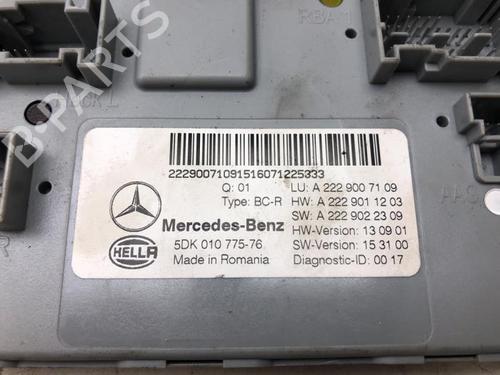 RBA 1
B-PARTS
22290071091516071225333
Q: 01
LU: A 222 900 71 09
Type: BC-R
HW: A 222 901 12 03
SW: A 222 902 23 09
Mercedes-Benz
HW-Version: 13 09 01
5DK 010 775-76
SW-Version: 15 31 00
HELLA
Made in Romania
Diagnostic-ID: 00 17